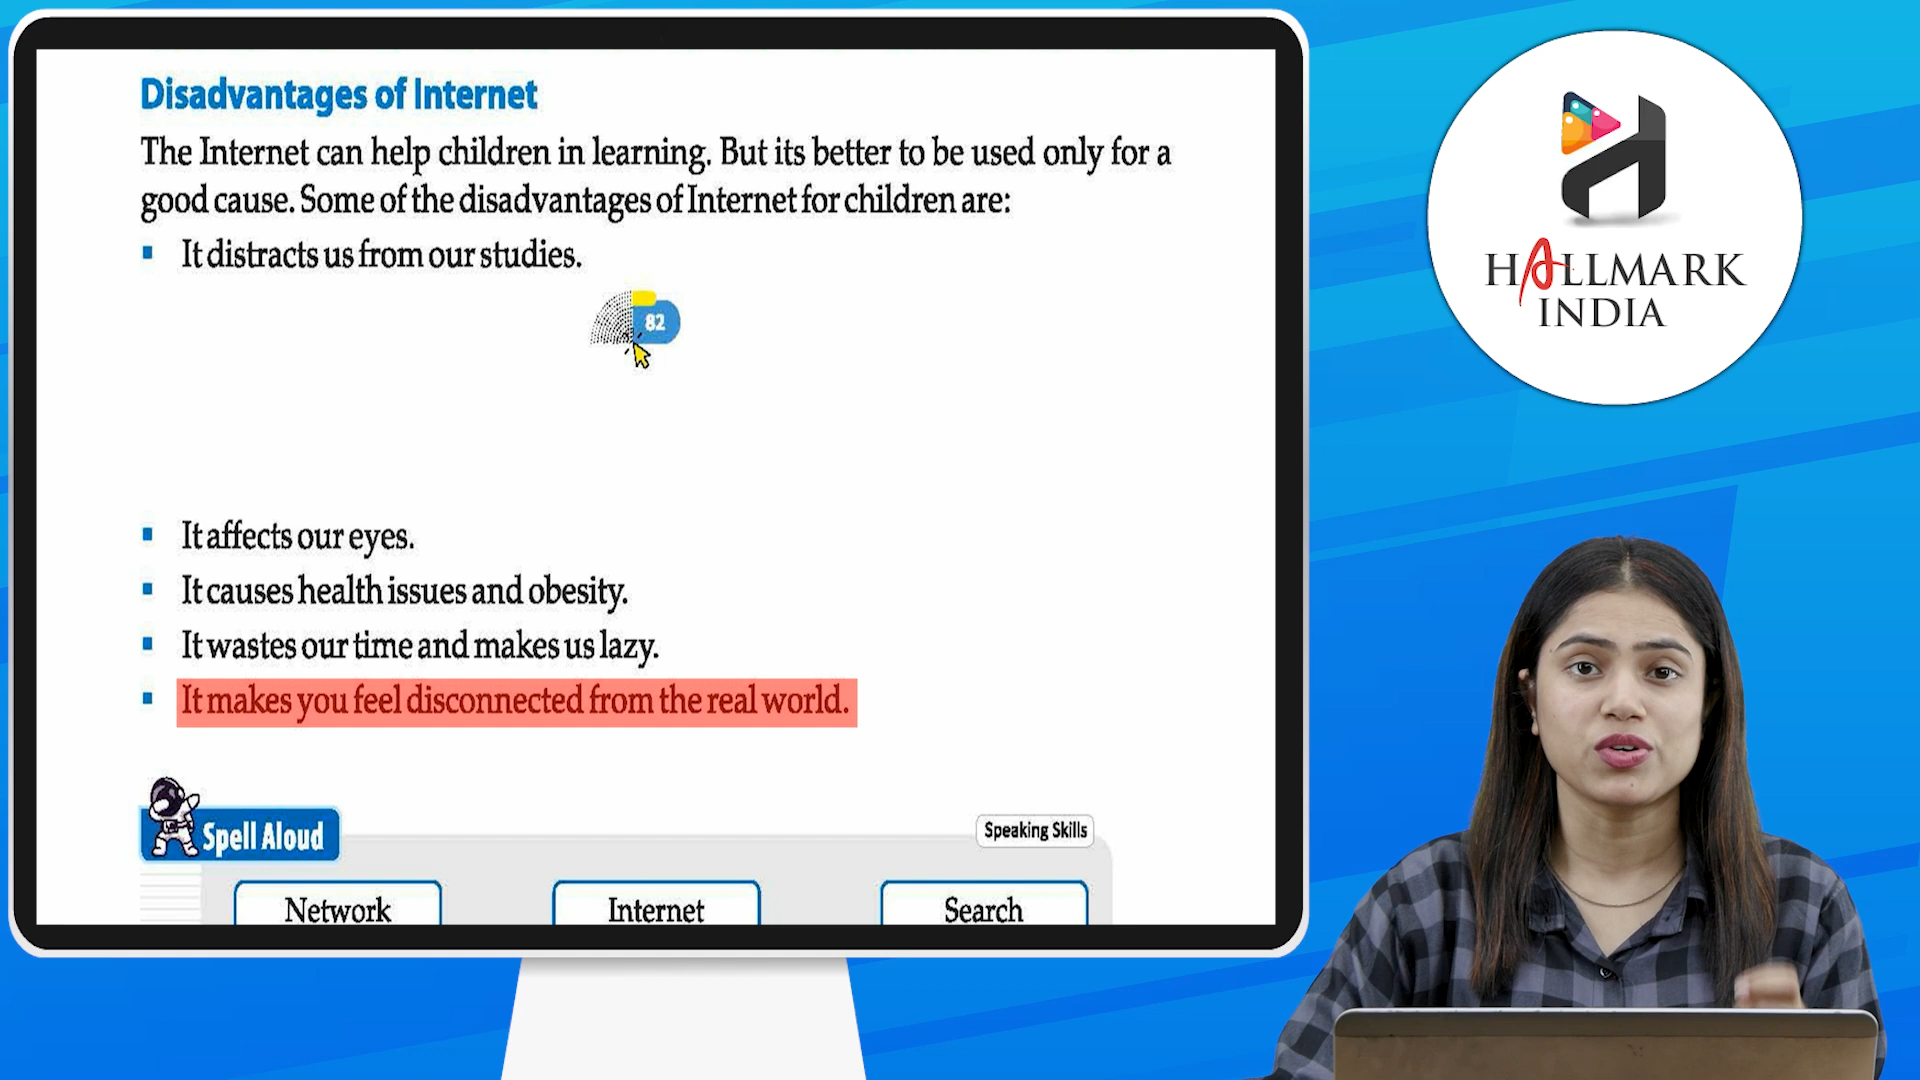 Disadvantages of Internet
The Internet can help children in learning. But its better to be used only for a
good cause. Some of the disadvantages of Internet for children are:
▪ It distracts us from our studies.
82
▪ It affects our eyes.
▪ It causes health issues and obesity.
▪ It wastes our time and makes us lazy.
▪ It makes you feel disconnected from the real world.
Spell Aloud
Speaking Skills
Network Internet Search
HALLMARK
INDIA